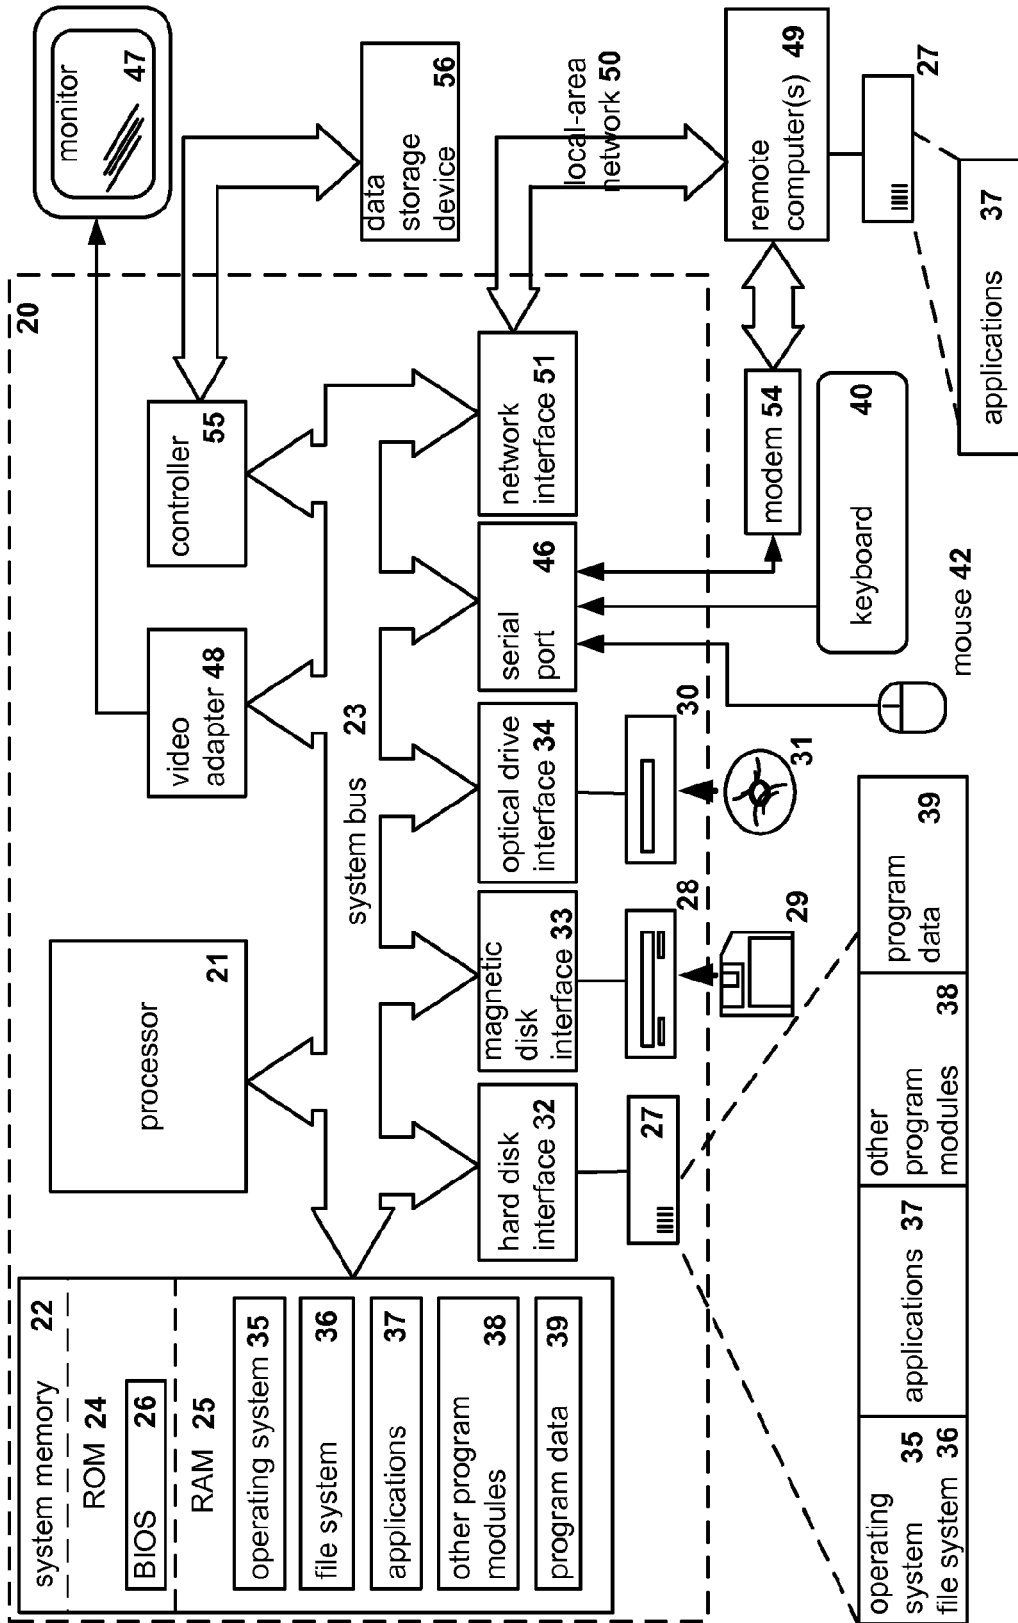 20
system memory 22
ROM 24
BIOS 26
RAM 25
operating system 35
file system 36
applications 37
other program 38
modules
program data 39
processor
21
video
adapter 48
controller
55
monitor
47
data
storage
device
56
system bus 23
hard disk
interface 32
magnetic
disk
interface 33
optical drive
interface 34
serial
port
46
network
interface 51
local-area
network 50
27
28
30
29
31
modem 54
remote
computer(s) 49
27
keyboard
40
mouse 42
applications
37
operating
system 35
file system 36
applications 37
other
program
modules
38
program
data
39